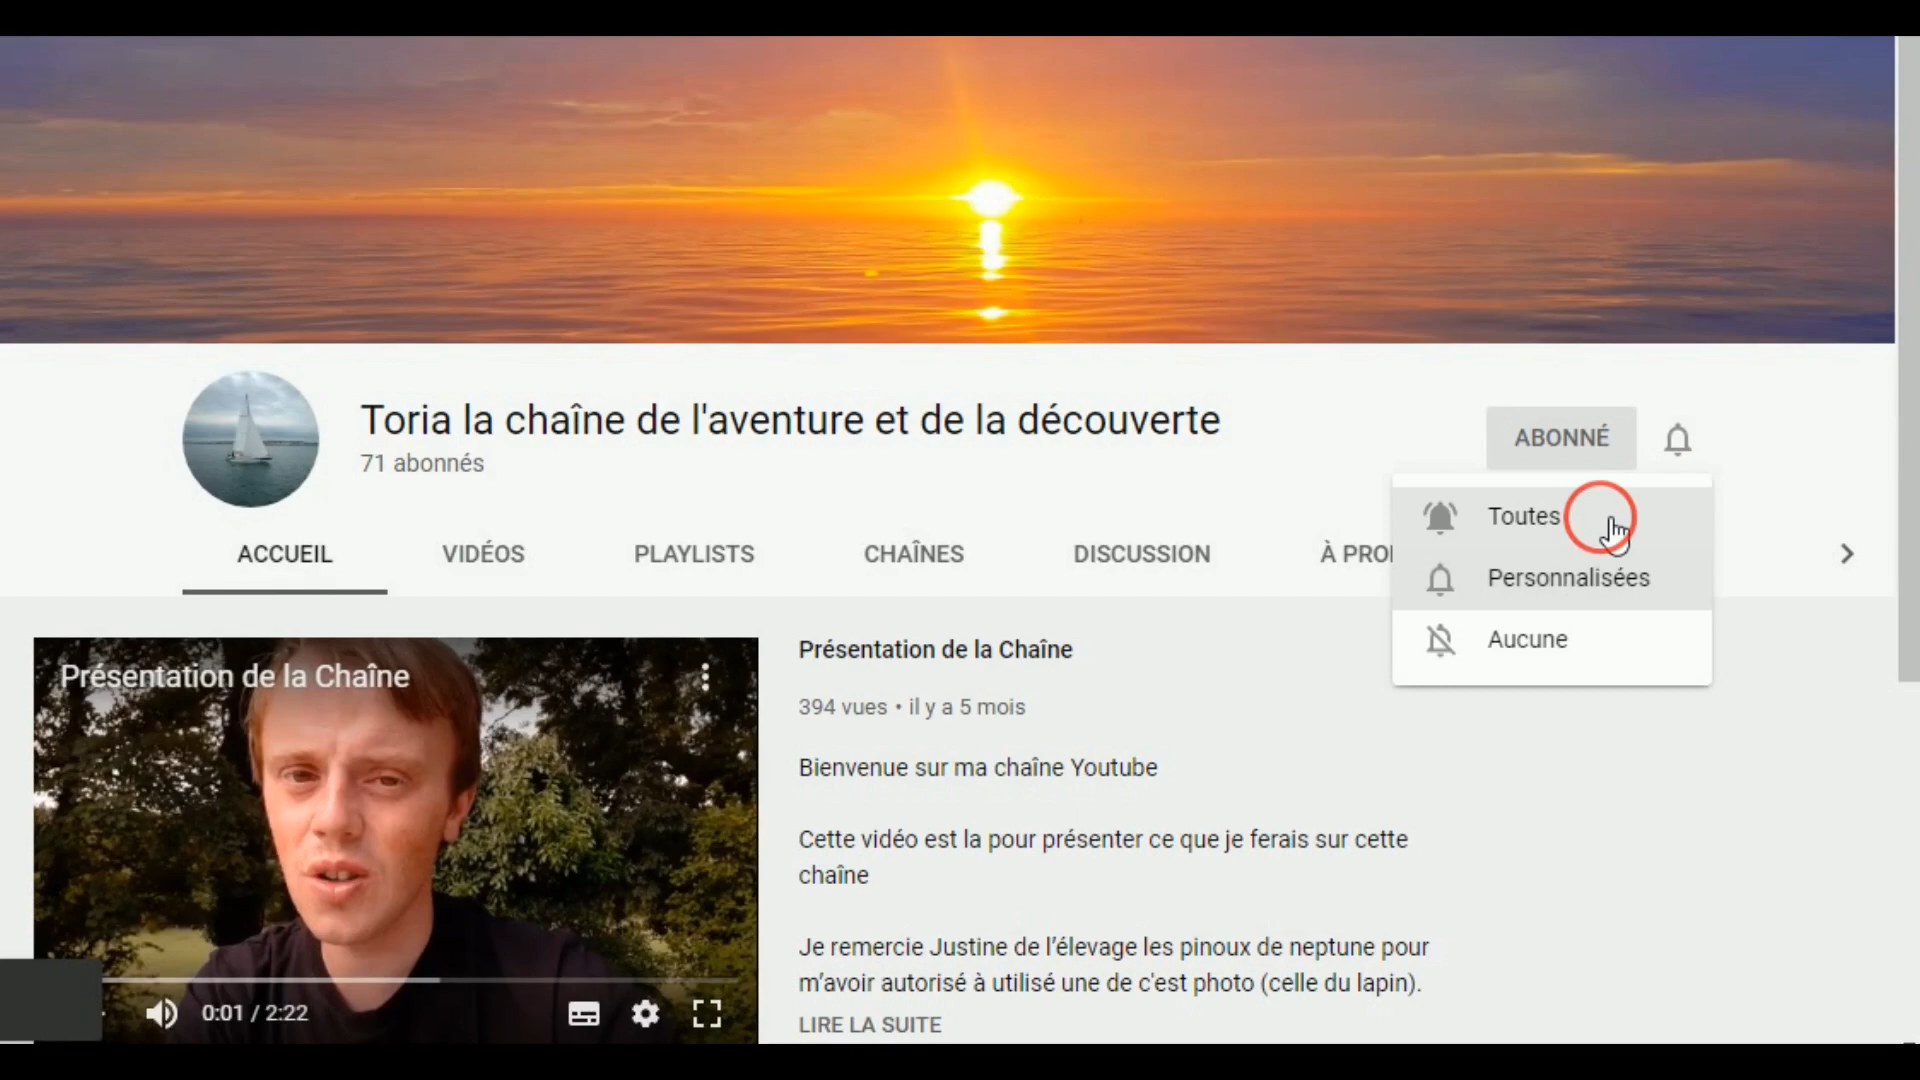 Toria la chaîne de l'aventure et de la découverte
71 abonnés
ABONNÉ
Toutes
Personnalisées
Aucune
ACCUEIL
VIDÉOS
PLAYLISTS
CHAÎNES
DISCUSSION
À PRO
Présentation de la Chaîne
0:01 / 2:22
Présentation de la Chaîne
394 vues • il y a 5 mois
Bienvenue sur ma chaîne Youtube
Cette vidéo est la pour présenter ce que je ferais sur cette
chaîne
Je remercie Justine de l'élevage les pinoux de neptune pour
m'avoir autorisé à utilisé une de c'est photo (celle du lapin).
LIRE LA SUITE